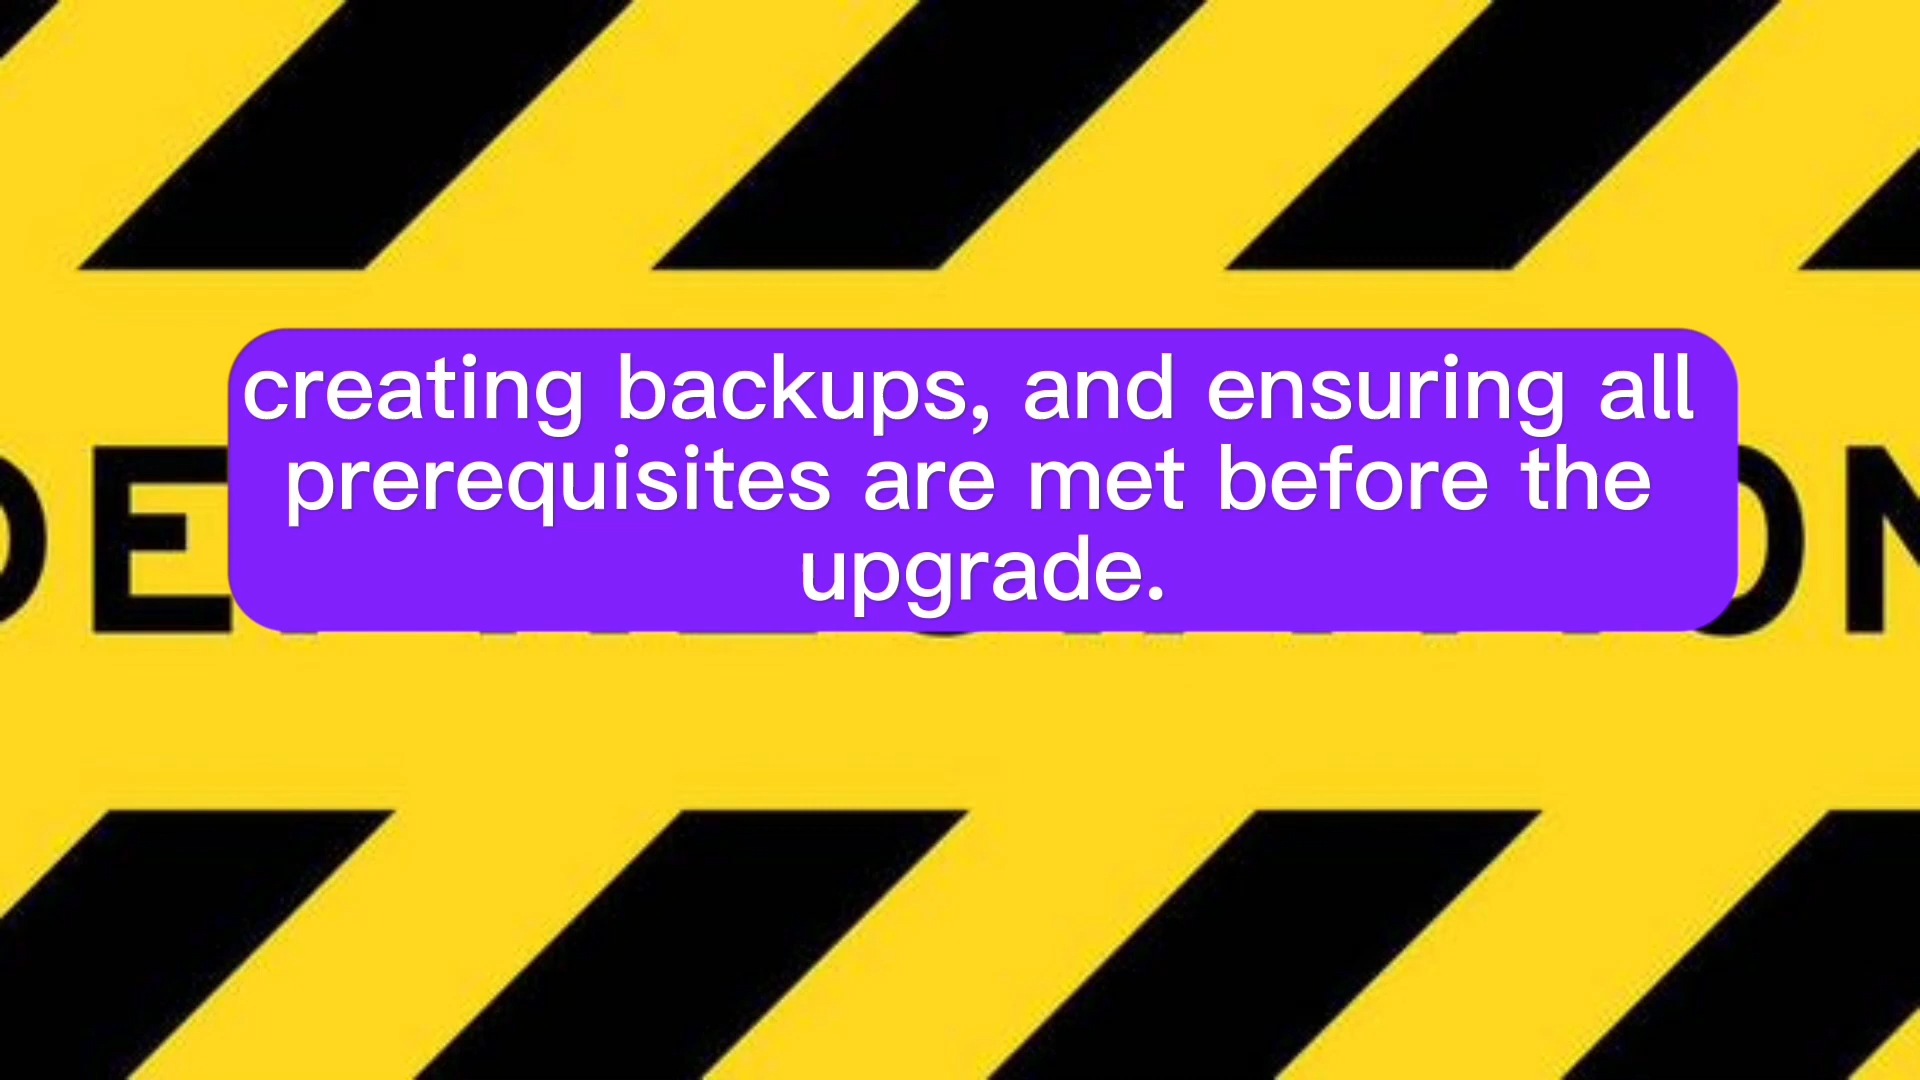 creating backups, and ensuring all
prerequisites are met before the
upgrade.